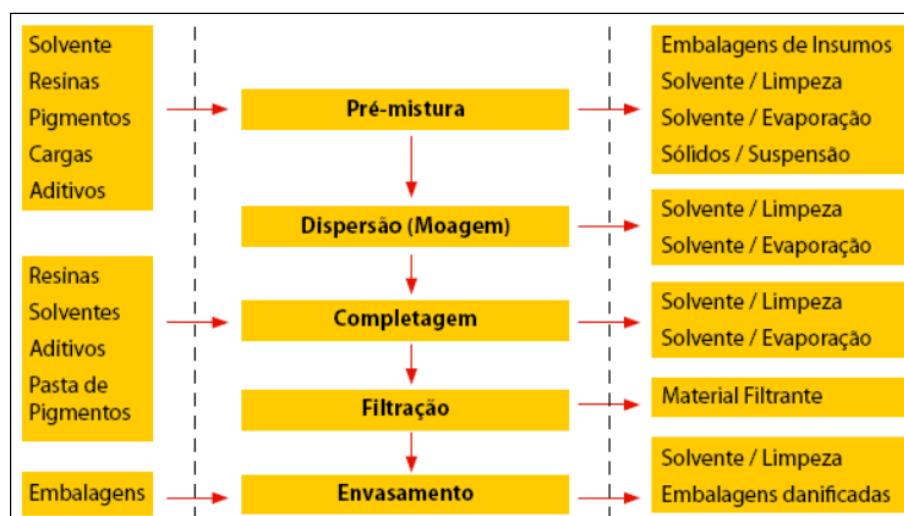 Solvente
Resinas
Pigmentos
Cargas
Aditivos
Pré-mistura
Embalagens de Insumos
Solvente / Limpeza
Solvente / Evaporação
Sólidos / Suspensão
Dispersão (Moagem)
Solvente / Limpeza
Solvente / Evaporação
Resinas
Solventes
Aditivos
Pasta de
Pigmentos
Completagem
Solvente / Limpeza
Solvente / Evaporação
Filtração
Material Filtrante
Embalagens
Envasamento
Solvente / Limpeza
Embalagens danificadas